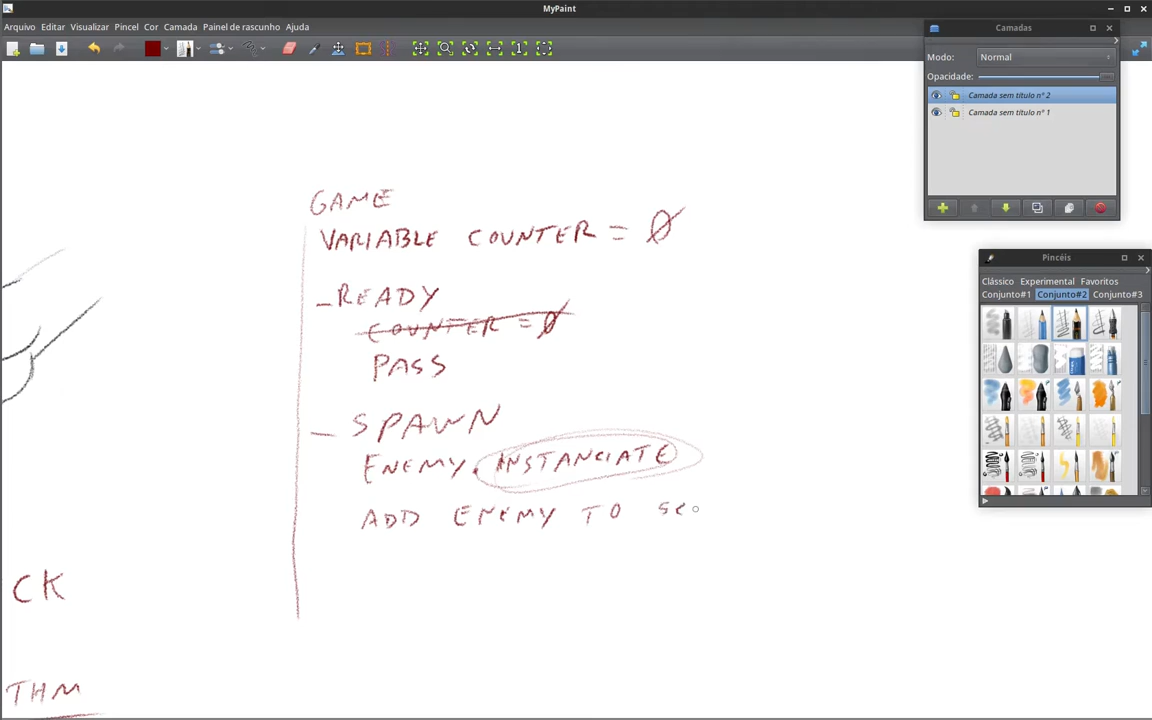 MyPaint
Arquivo Editar Visualizar Pincel Cor Camada Painel de rascunho Ajuda
Camadas
Modo: Normal
Opacidade:
Camada sem título nº 2
Camada sem título nº 1
GAME
VARIABLE COUNTER = 0
_READY
COUNTER = 0
PASS
_ SPAWN
ENEMY.INSTANCIATE
ADD ENEMY TO SC
CK
THM
Pincéis
Clássico Experimental Favoritos
Conjunto#1 Conjunto#2 Conjunto#3